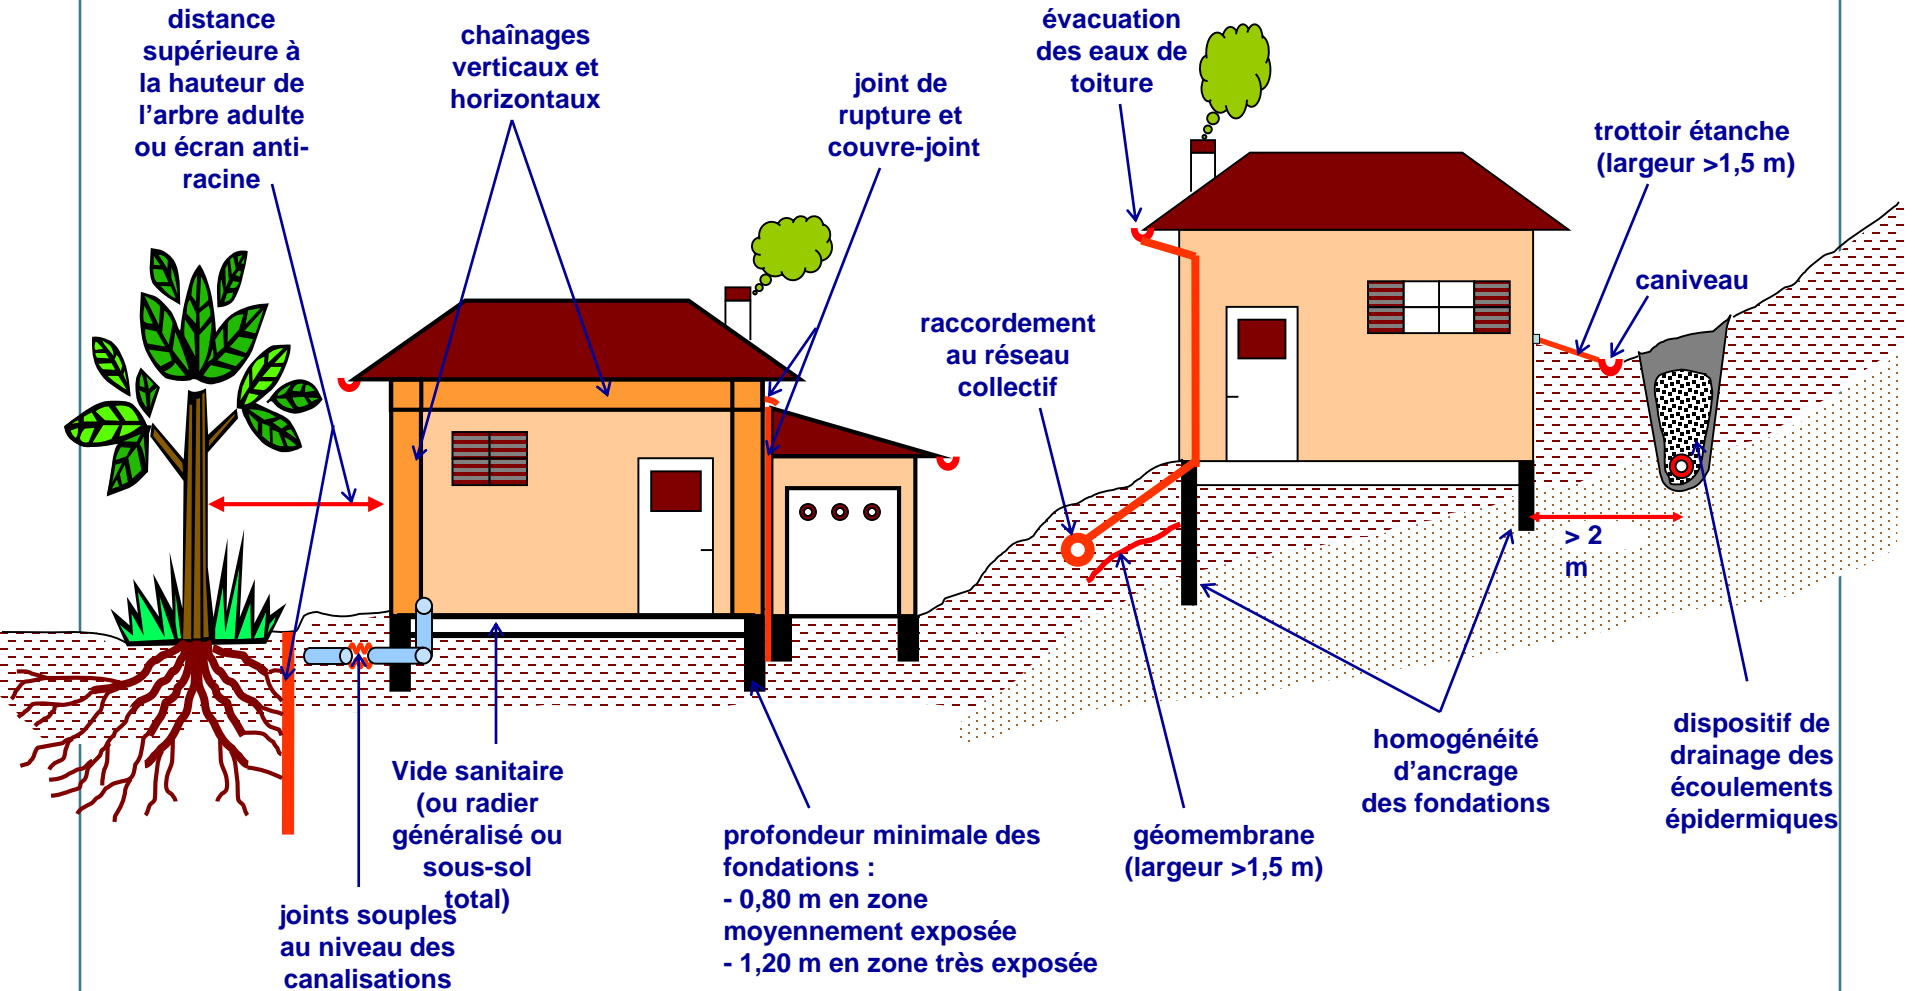 distance
supérieure à
la hauteur de
l’arbre adulte
ou écran anti-
racine
chaînages
verticaux et
horizontaux
joint de
rupture et
couvre-joint
évacuation
des eaux de
toiture
trottoir étanche
(largeur >1,5 m)
caniveau
raccordement
au réseau
collectif
> 2
m
Vide sanitaire
(ou radier
généralisé ou
sous-sol
total)
joints souples
au niveau des
canalisations
profondeur minimale des
fondations :
- 0,80 m en zone
moyennement exposée
- 1,20 m en zone très exposée
géomembrane
(largeur >1,5 m)
homogénéité
d’ancrage
des fondations
dispositif de
drainage des
écoulements
épidermiques